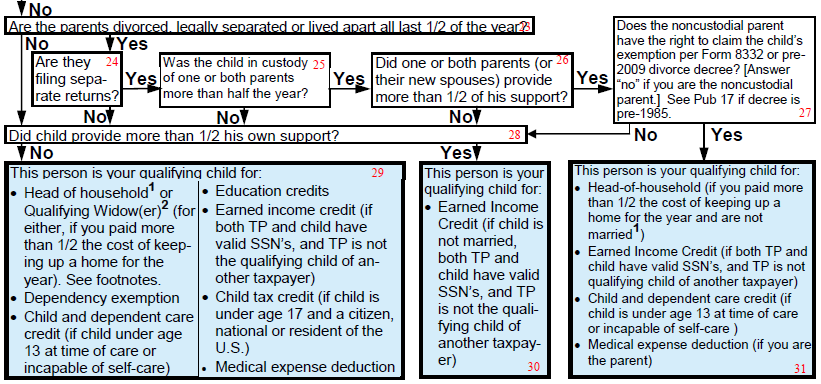 Are the parents divorced, legally separated or lived apart all last 1/2 of the year? 23
No
Yes
Are they
filing sepa-
rate returns?
24
Yes
Was the child in custody
of one or both parents
more than half the year?
25
Yes
Did one or both parents (or
their new spouses) provide
more than 1/2 of his support?
26
Yes
Does the noncustodial parent
have the right to claim the child's
exemption per Form 8332 or pre-
2009 divorce decree? [Answer
“no” if you are the noncustodial
parent.] See Pub 17 if decree is
pre-1985.
27
No
No
No
Did child provide more than 1/2 his own support? 28
No
Yes
No
Yes
This person is your qualifying child for: 29
• Head of household1 or
Qualifying Widow(er)2 (for
either, if you paid more
than 1/2 the cost of keep-
ing up a home for the
year). See footnotes.
• Dependency exemption
• Child and dependent care
credit (if child under age
13 at time of care or
incapable of self-care)
• Education credits
• Earned income credit (if
both TP and child have
valid SSN's, and TP is not
the qualifying child of an-
other taxpayer)
• Child tax credit (if child is
under age 17 and a citizen,
national or resident of the
U.S.)
• Medical expense deduction
This person is your
qualifying child for:
• Earned Income
Credit (if child is
not married,
both TP and
child have valid
SSN's, and TP
is not the quali-
fying child of
another taxpay-
er)
30
This person is your qualifying child for:
• Head-of-household (if you paid more
than 1/2 the cost of keeping up a
home for the year and are not
married1)
• Earned Income Credit (if both TP and
child have valid SSN's, and TP is not
qualifying child of another taxpayer)
• Child and dependent care credit (if
child is under age 13 at time of care
or incapable of self-care )
• Medical expense deduction (if you are
the parent)
31